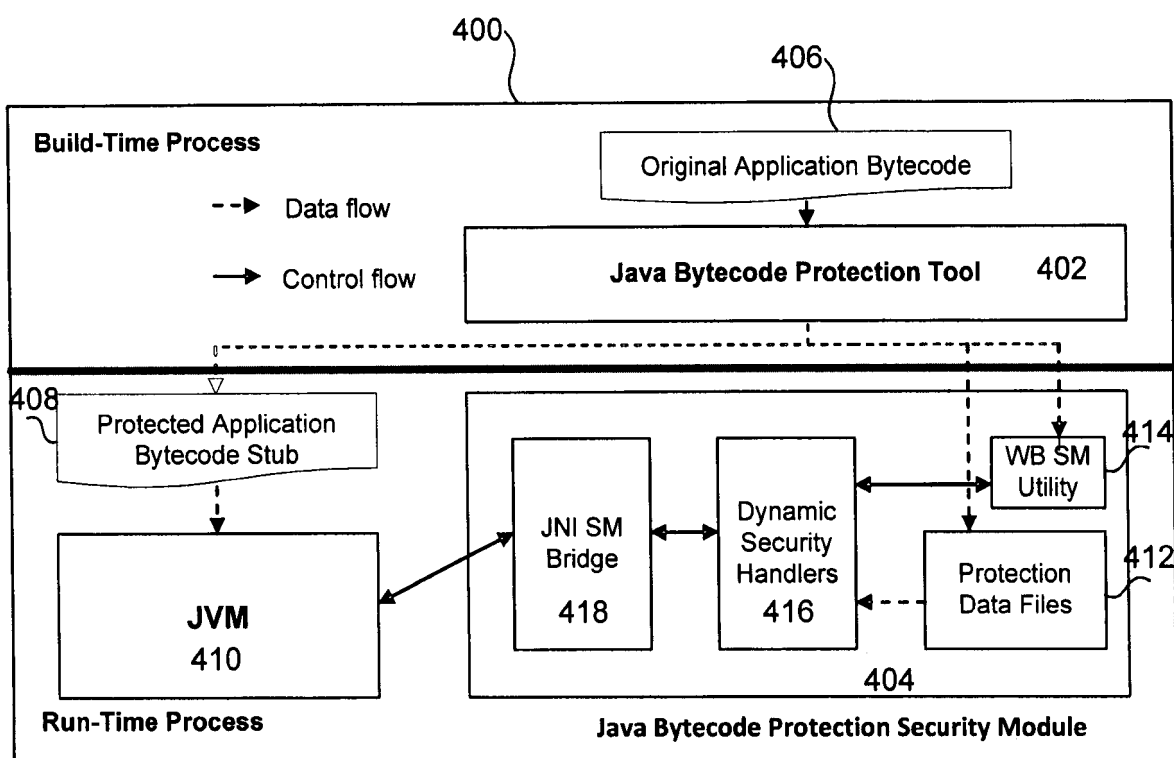 400
406
Build-Time Process
Original Application Bytecode
Data flow
Control flow
Java Bytecode Protection Tool 402
408
Protected Application
Bytecode Stub
JVM
410
JNI SM
Bridge
418
Dynamic
Security
Handlers
416
WB SM
Utility
414
Protection
Data Files
412
404
Run-Time Process
Java Bytecode Protection Security Module